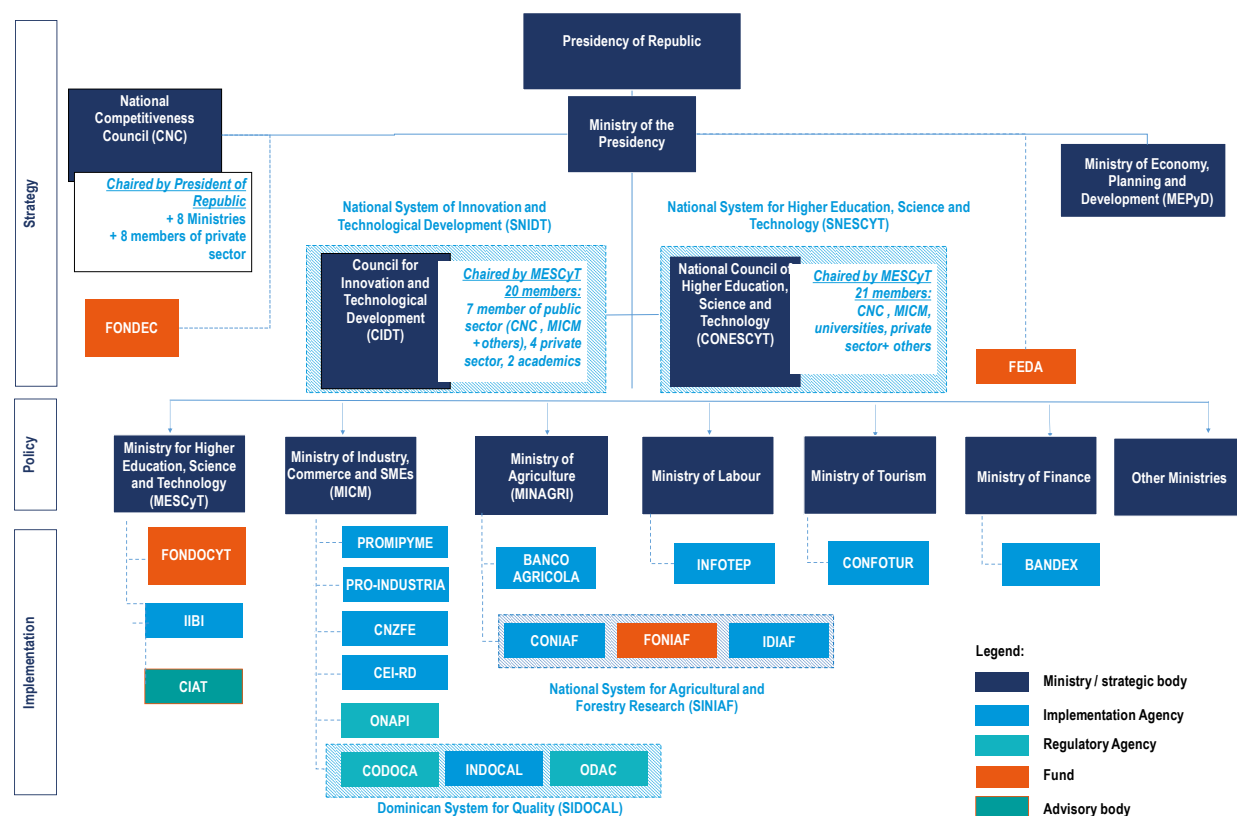 Strategy
Presidency of Republic
National
Competitiveness
Council (CNC)
Chaired by President of
Republic
+ 8 Ministries
+ 8 members of private
sector
FONDEC
Ministry of the
Presidency
Ministry of Economy,
Planning and
Development (MEPyD)
National System of Innovation and
Technological Development (SNIDT)
Council for
Innovation and
Technological
Development
(CIDT)
Chaired by MESCyT
20 members:
7 member of public
sector (CNC , MICM
+others), 4 private
sector, 2 academics
National System for Higher Education, Science and
Technology (SNESCYT)
National Council of
Higher Education,
Science and
Technology
(CONESCYT)
Chaired by MESCyT
21 members:
CNC , MICM,
universities, private
sector+ others
FEDA
Policy
Ministry for Higher
Education, Science
and Technology
(MESCyT)
Ministry of Industry,
Commerce and SMEs
(MICM)
Ministry of
Agriculture
(MINAGRI)
Ministry of Labour
Ministry of Tourism
Ministry of Finance
Other Ministries
Implementation
FONDOCYT
IIBI
CIAT
PROMIPYME
PRO-INDUSTRIA
CNZFE
CEI-RD
ONAPI
CODOCA
INDOCAL
ODAC
Dominican System for Quality (SIDOCAL)
BANCO
AGRICOLA
CONIAF
FONIAF
IDIAF
National System for Agricultural and
Forestry Research (SINIAF)
INFOTEP
CONFOTUR
BANDEX
Legend:
Ministry / strategic body
Implementation Agency
Regulatory Agency
Fund
Advisory body